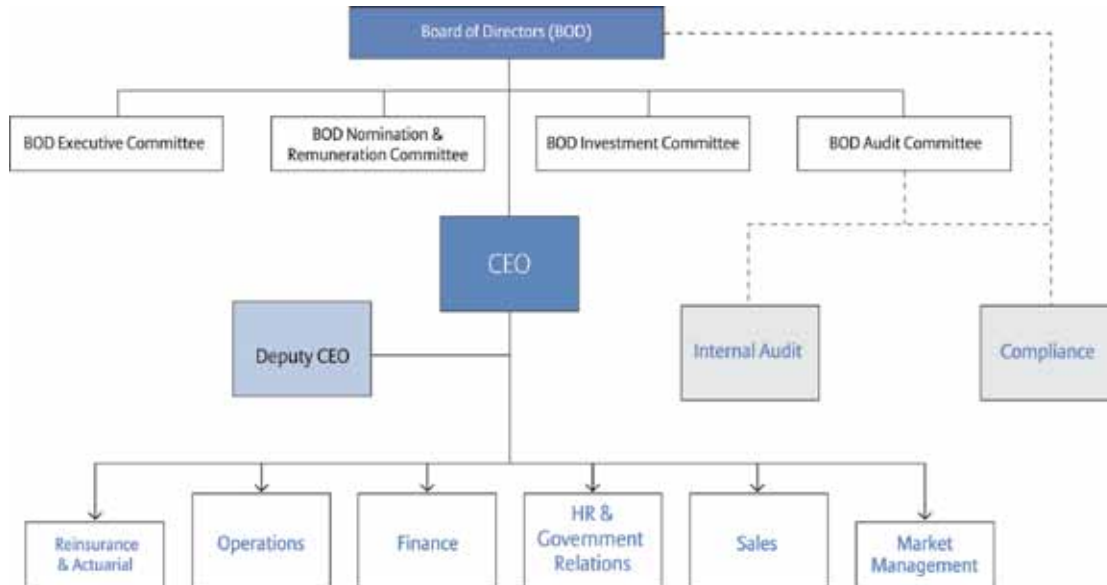 Board of Directors (BOD)
BOD Executive Committee
BOD Nomination &
Remuneration Committee
BOD Investment Committee
BOD Audit Committee
CEO
Deputy CEO
Internal Audit
Compliance
Reinsurance
& Actuarial
Operations
Finance
HR &
Government
Relations
Sales
Market
Management